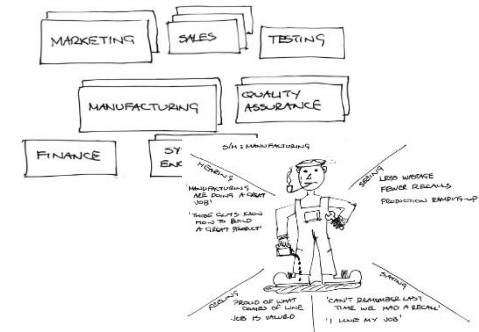 MARKETING
SALES
TESTING
MANUFACTURING
QUALITY
ASSURANCE
FINANCE
S/M : MANUFACTURING
HEARING
'MANUFACTURING
ARE DOING A GREAT
JOB'
'THOSE GUYS KNOW
HOW TO BUILD
A GREAT PRODUCT'
SEEING
LESS WASTAGE
FEWER RECALLS
PRODUCTION RAMPING-UP
FEELING
PROUD OF WHAT
COMES OF LINE
JOB IS VALUED
SAYING
'CAN'T REMEMBER LAST
TIME WE HAD A RECALL'
'I LOVE MY JOB'